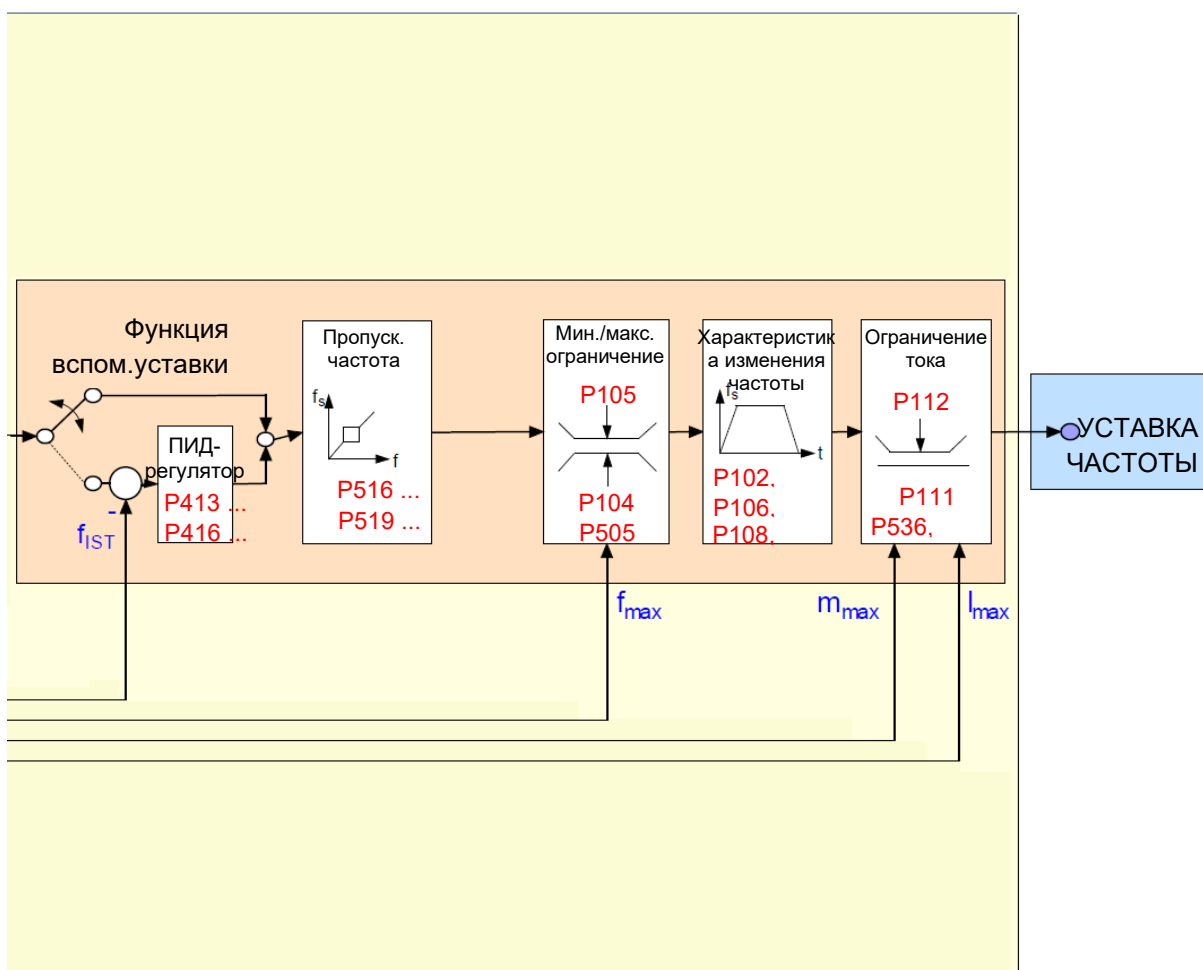 Функция
вспом.уставки
ПИД-
регулятор
P413 ...
P416 ...
-
fIST
Пропуск.
частота
fs
f
P516 ...
P519 ...
Мин./макс.
ограничение
P105
P104
P505
fmax
Характеристик
а изменения
частоты
fs
t
P102,
P106,
P108,
Ограничение
тока
P112
P111
P536,
mmax
Imax
УСТАВКА
ЧАСТОТЫ